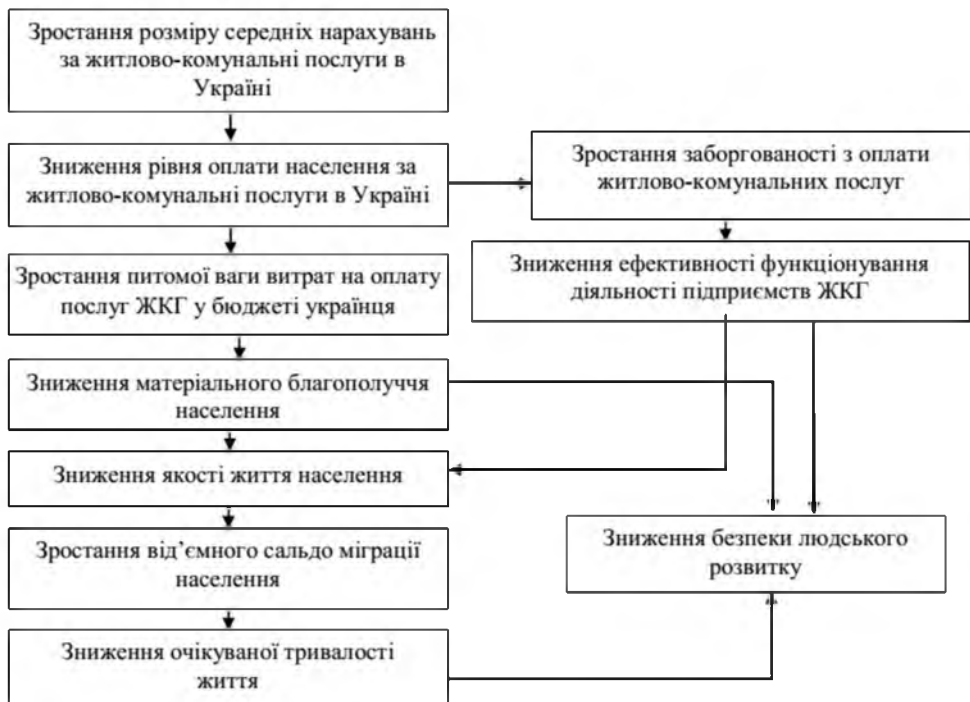 Зростання розміру середніх нарахувань
за житлово-комунальні послуги в
Україні
Зниження рівня оплати населення за
житлово-комунальні послуги в Україні
Зростання заборгованості з оплати
житлово-комунальних послуг
Зростання питомої ваги витрат на оплату
послуг ЖКГ у бюджеті українця
Зниження ефективності функціонування
діяльності підприємств ЖКГ
Зниження матеріального благополуччя
населення
Зниження якості життя населення
Зростання від’ємного сальдо міграції
населення
Зниження безпеки людського
розвитку
Зниження очікуваної тривалості
життя